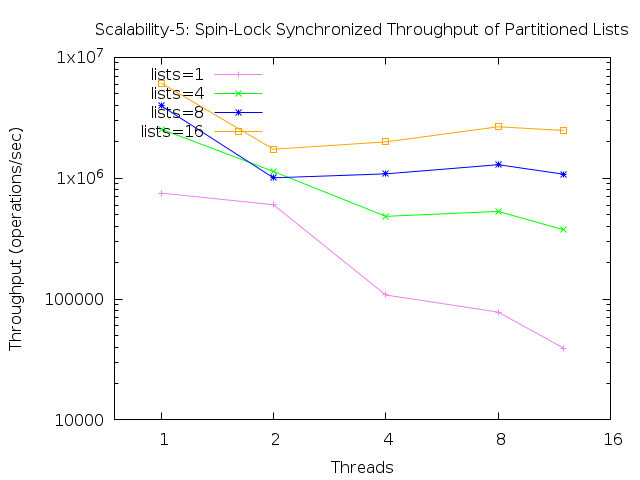 Scalability-5: Spin-Lock Synchronized Throughput of Partitioned Lists
Throughput (operations/sec)
1x10^7
1x10^6
100000
10000
lists=1
lists=4
lists=8
lists=16
1 2 4 8 16
Threads